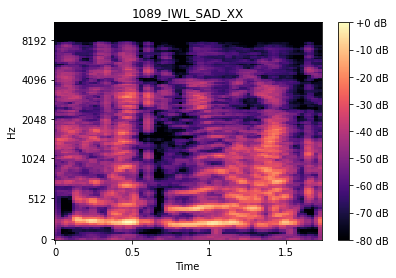 1089_IWL_SAD_XX
+0 dB
8192
-10 dB
4096
-20 dB
-30 dB
2048
Hz
-40 dB
1024
-50 dB
512
-60 dB
-70 dB
0
-80 dB
0
0.5
1
1.5
Time